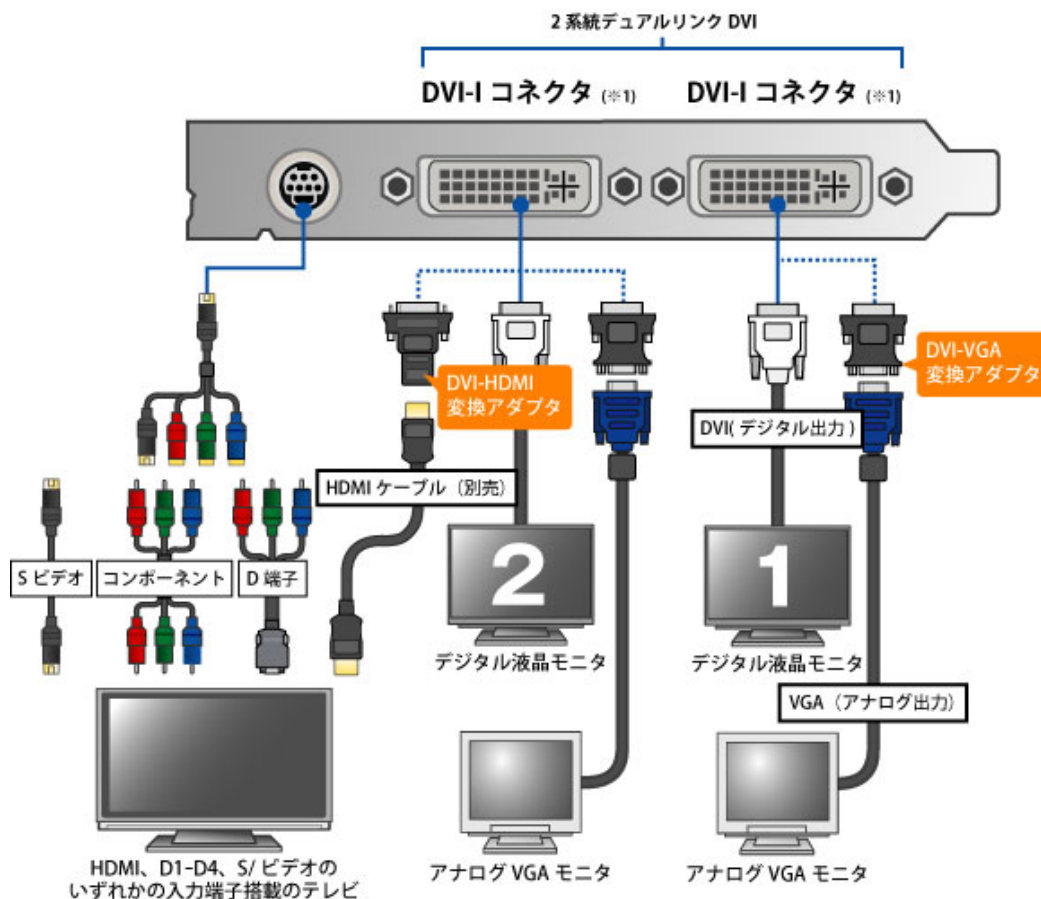 2 系統デュアルリンク DVI
DVI-I コネクタ (※1)
DVI-I コネクタ (※1)
DVI-HDMI
変換アダプタ
DVI-VGA
変換アダプタ
DVI( デジタル出力 )
HDMI ケーブル（別売）
S ビデオ
コンポーネント
D 端子
2
1
デジタル液晶モニタ
デジタル液晶モニタ
VGA（アナログ出力）
HDMI、D1-D4、S/ ビデオの
いずれかの入力端子搭載のテレビ
アナログ VGA モニタ
アナログ VGA モニタ